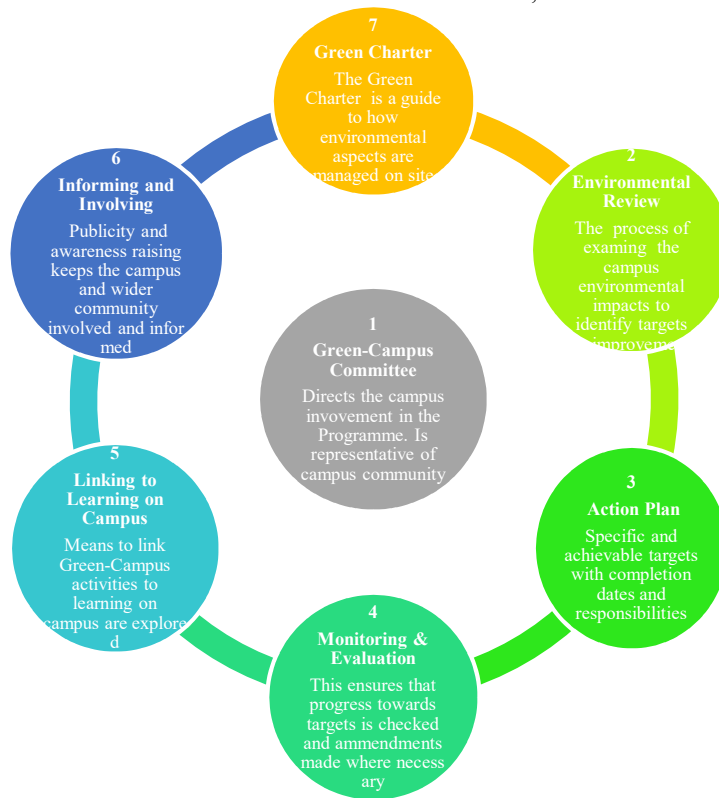 7
Green Charter
The Green
Charter is a guide
to how
environmental
aspects are
managed on site
6
Informing and
Involving
Publicity and
awareness raising
keeps the campus
and wider
community
involved and infor
med
2
Environmental
Review
The process of
examing the
campus
environmental
impacts to
identify targets
improveme
1
Green-Campus
Committee
Directs the campus
invovement in the
Programme. Is
representative of
campus community
5
Linking to
Learning on
Campus
Means to link
Green-Campus
activities to
learning on
campus are explore
d
3
Action Plan
Specific and
achievable targets
with completion
dates and
responsibilities
4
Monitoring &
Evaluation
This ensures that
progress towards
targets is checked
and ammendments
made where necess
ary